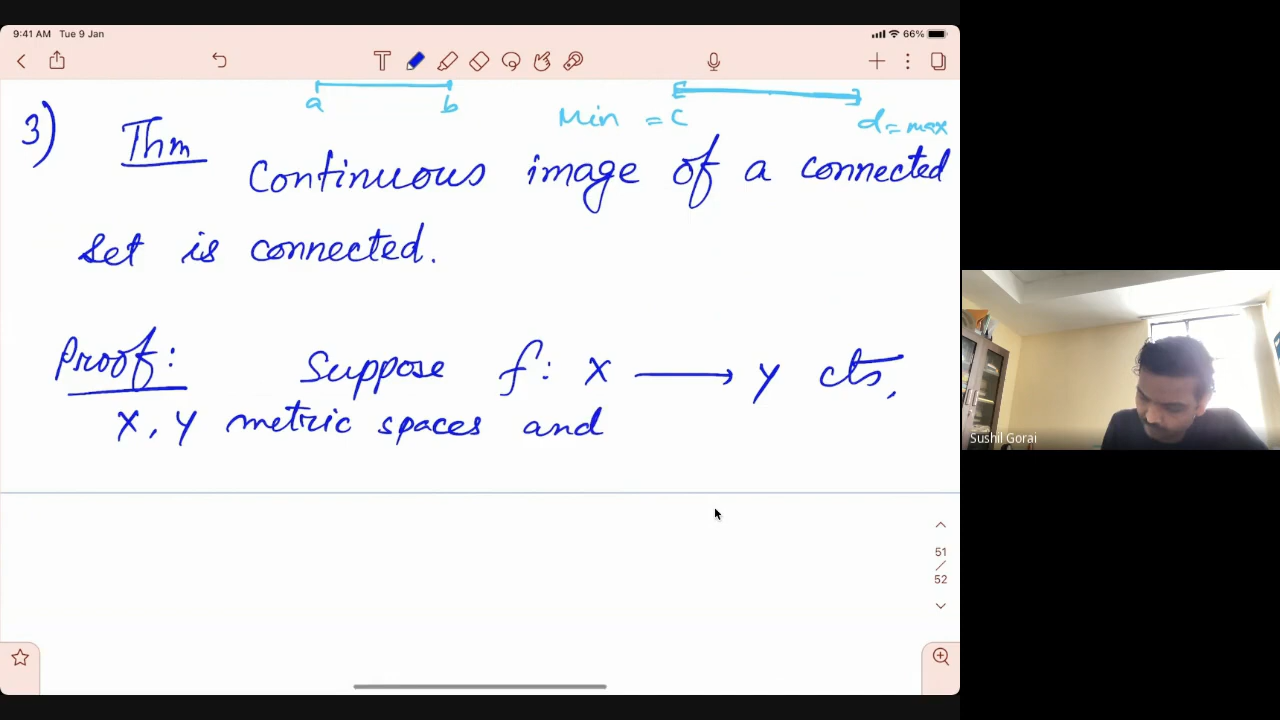 9:41 AM Tue 9 Jan 66%
a b
Min = c d = max
3) Thm Continuous image of a connected
set is connected.
Proof: Suppose f: X ⟶ Y cts,
X, Y metric spaces and
51
/
52
Sushil Gorai